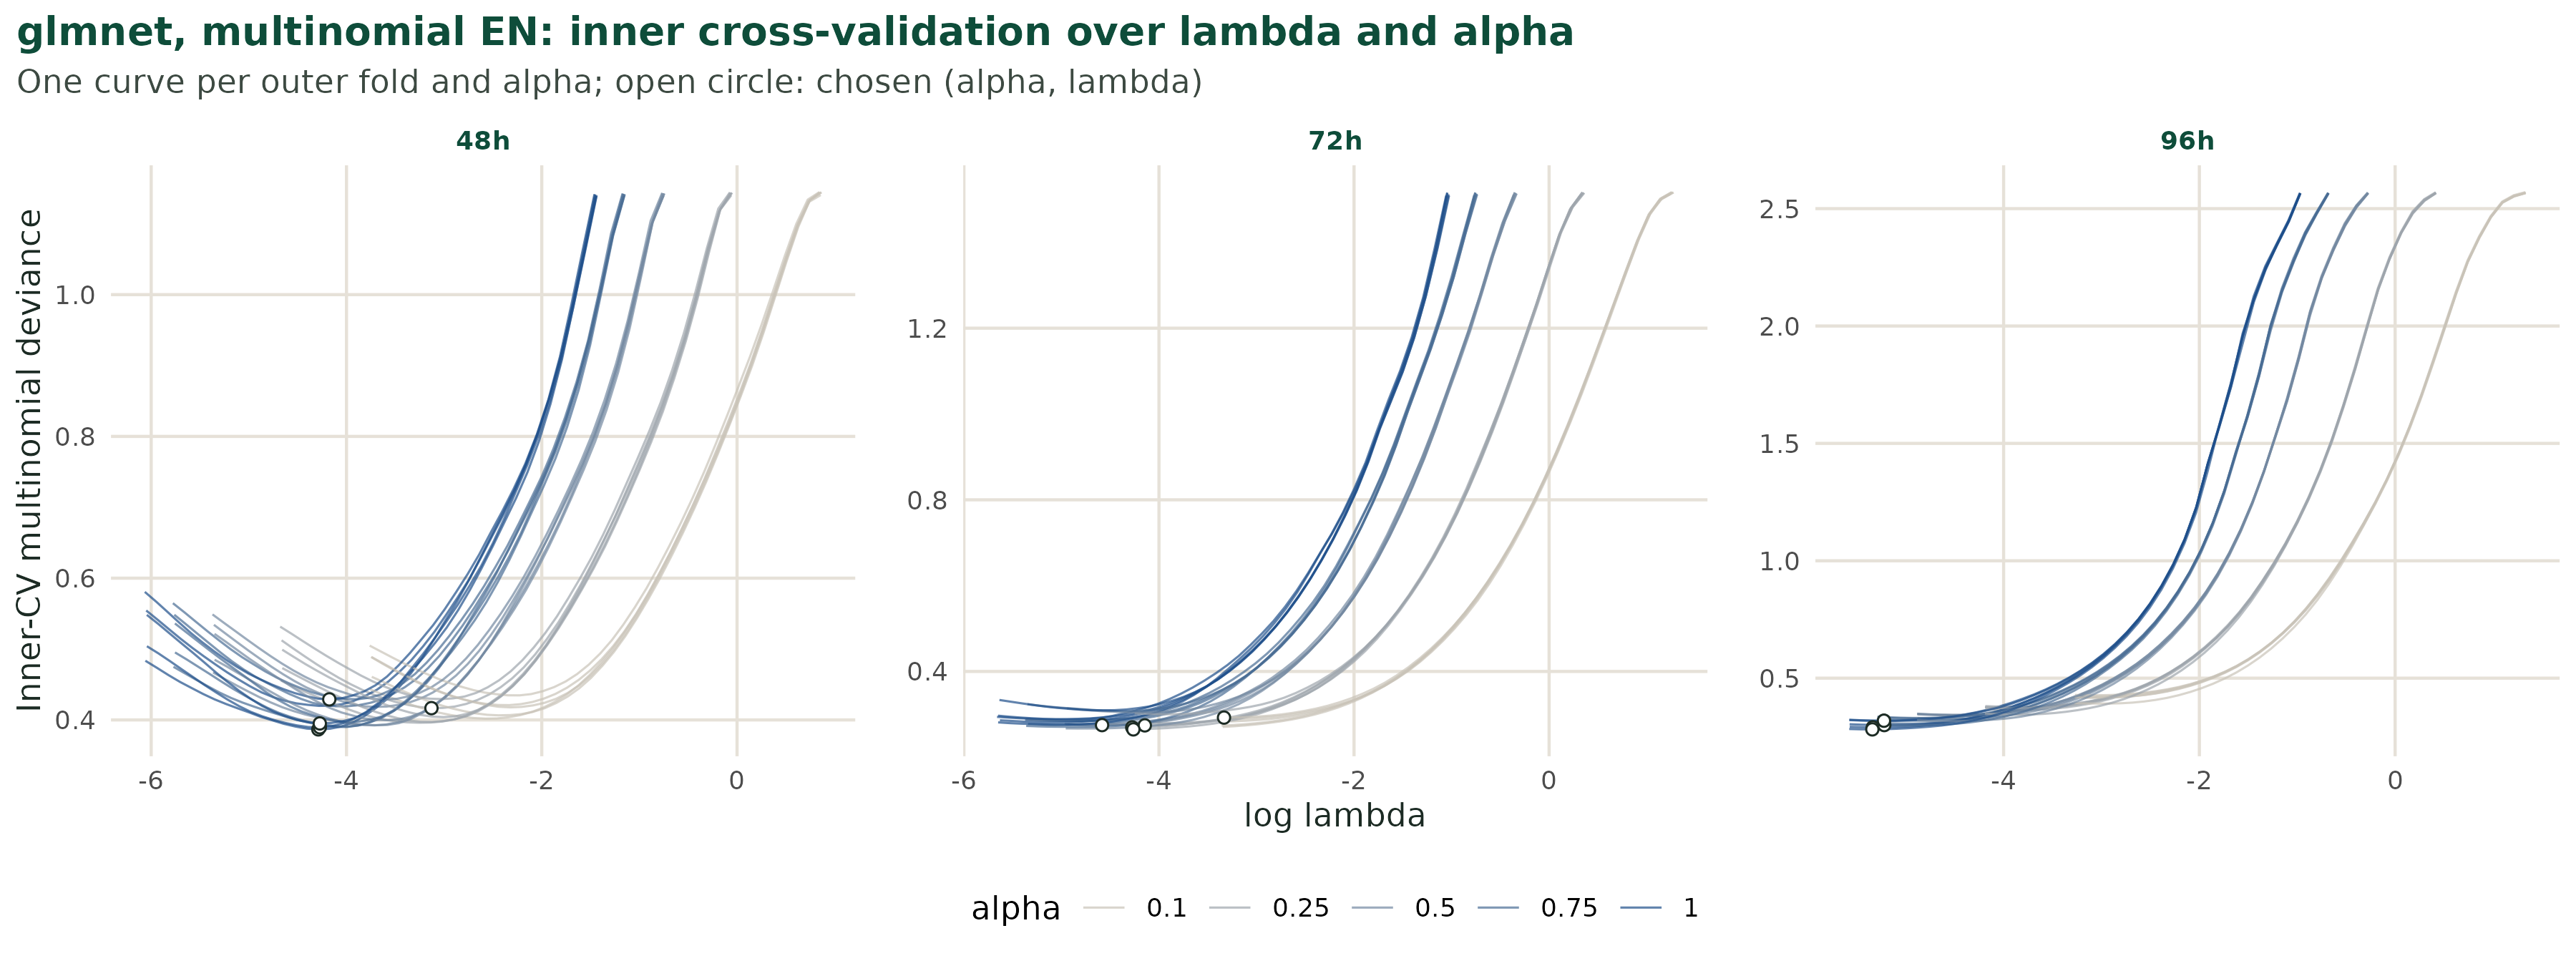 glmnet, multinomial EN: inner cross-validation over lambda and alpha
One curve per outer fold and alpha; open circle: chosen (alpha, lambda)
48h
72h
96h
Inner-CV multinomial deviance
1.0
0.8
0.6
0.4
1.2
0.8
0.4
2.5
2.0
1.5
1.0
0.5
-6 -4 -2 0
-6 -4 -2 0
-4 -2 0
log lambda
alpha 0.1 0.25 0.5 0.75 1